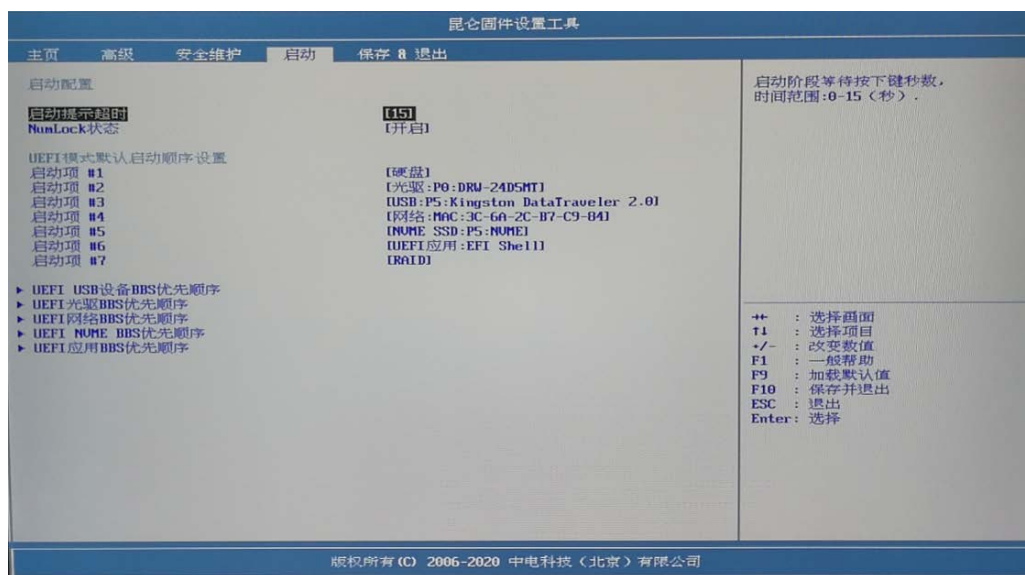 昆仑固件设置工具
主页 高级 安全维护 启动 保存 & 退出
启动配置
启动提示超时 [15]
NumLock状态 [开启]
UEFI模式默认启动顺序设置
启动项 #1 [硬盘]
启动项 #2 [光驱:P0:DRW-24D5MT]
启动项 #3 [USB:P5:Kingston DataTraveler 2.0]
启动项 #4 [网络:MAC:3C-6A-2C-B7-C9-84]
启动项 #5 [NVME SSD:P5:NVME]
启动项 #6 [UEFI应用:EFI Shell]
启动项 #7 [RAID]
► UEFI USB设备BBS优先顺序
► UEFI光驱BBS优先顺序
► UEFI网络BBS优先顺序
► UEFI NVME BBS优先顺序
► UEFI应用BBS优先顺序
启动阶段等待按下键秒数,
时间范围:0-15(秒).
→← : 选择画面
↑↓ : 选择项目
+/- : 改变数值
F1 : 一般帮助
F9 : 加载默认值
F10 : 保存并退出
ESC : 退出
Enter: 选择
版权所有(C) 2006-2020 中电科技(北京)有限公司